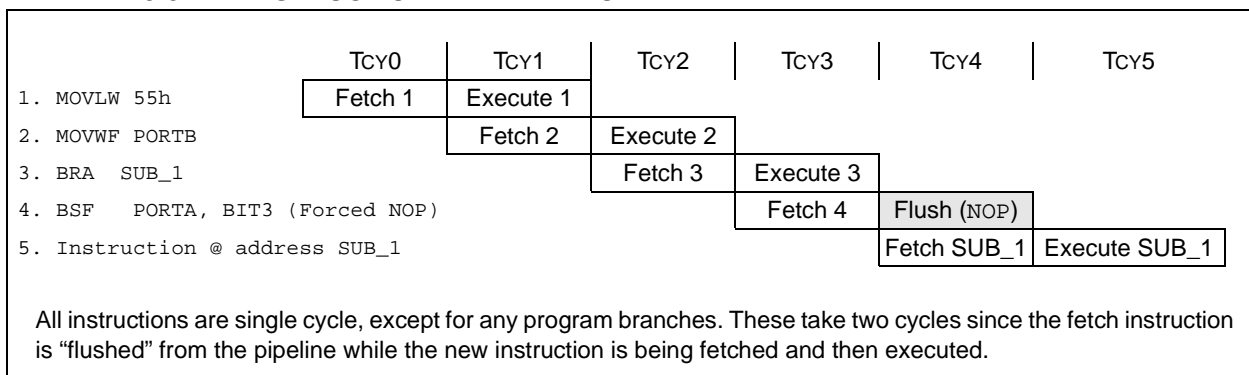 TCY0 TCY1 TCY2 TCY3 TCY4 TCY5
1. MOVLW 55h Fetch 1 Execute 1
2. MOVWF PORTB Fetch 2 Execute 2
3. BRA SUB_1 Fetch 3 Execute 3
4. BSF PORTA, BIT3 (Forced NOP) Fetch 4 Flush (NOP)
5. Instruction @ address SUB_1 Fetch SUB_1 Execute SUB_1
All instructions are single cycle, except for any program branches. These take two cycles since the fetch instruction
is “flushed” from the pipeline while the new instruction is being fetched and then executed.